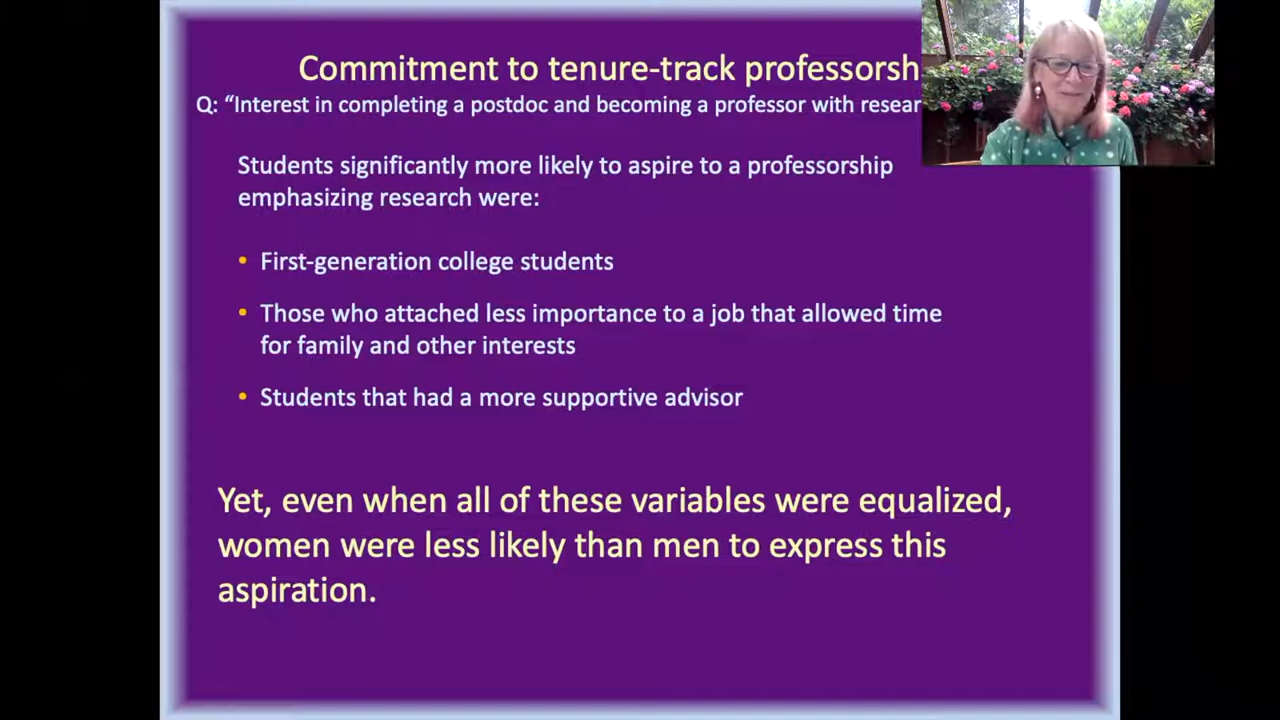 Commitment to tenure-track professorsh
Q: “Interest in completing a postdoc and becoming a professor with resear
Students significantly more likely to aspire to a professorship
emphasizing research were:
• First-generation college students
• Those who attached less importance to a job that allowed time
for family and other interests
• Students that had a more supportive advisor
Yet, even when all of these variables were equalized,
women were less likely than men to express this
aspiration.